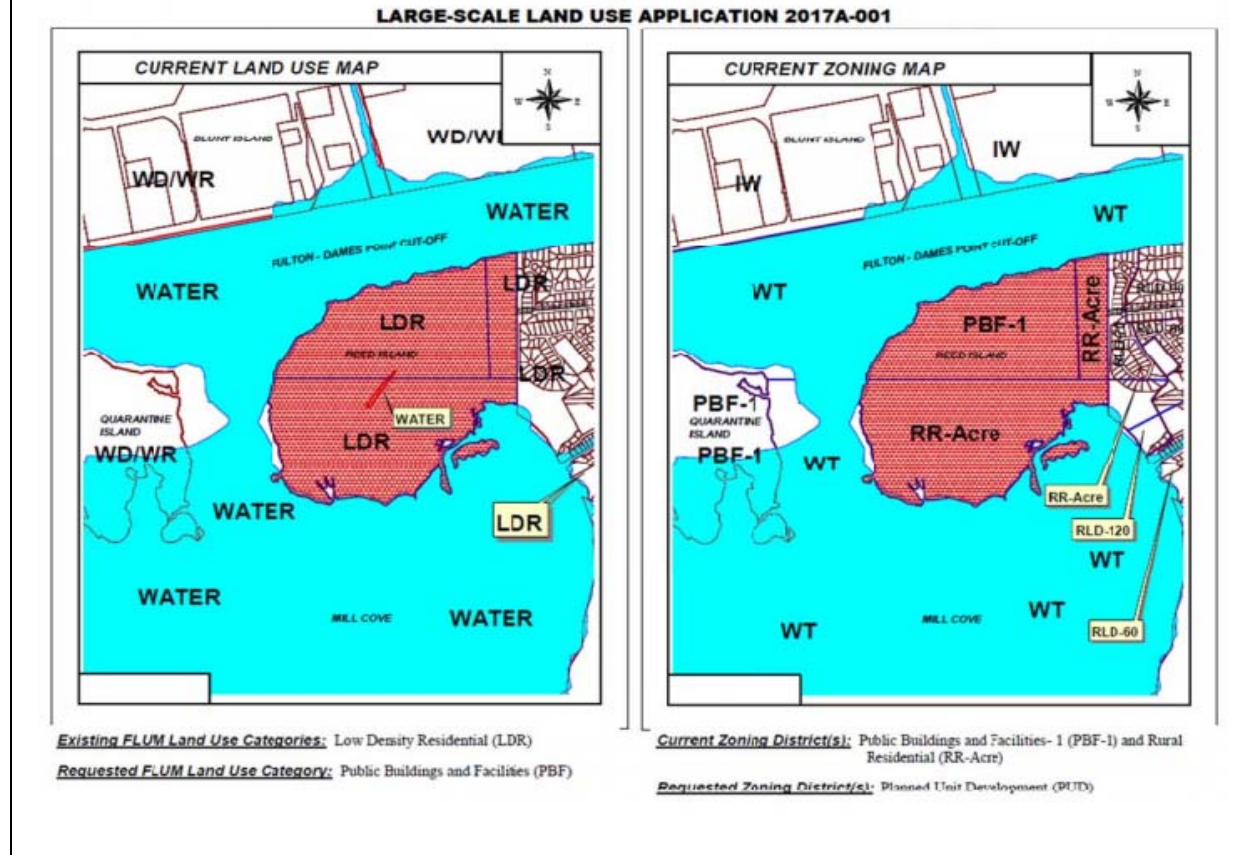 LARGE-SCALE LAND USE APPLICATION 2017A-001
CURRENT LAND USE MAP
N
W E
S
BLUNT ISLAND
WD/WR
WATER
FULTON - DAMES POINT CUT-OFF
WATER
LDR
LDR
REED ISLAND
LDR
WATER
QUARANTINE
ISLAND
LDR
WD/WR
WATER
LDR
WATER
WATER
MILL COVE
Existing FLUM Land Use Categories: Low Density Residential (LDR)
Requested FLUM Land Use Category: Public Buildings and Facilities (PBF)
CURRENT ZONING MAP
N
W E
S
BLUNT ISLAND
IW
IW
WT
FULTON - DAMES POINT CUT-OFF
WT
PBF-1
RR-Acre
REED ISLAND
PBF-1
QUARANTINE
ISLAND
RR-Acre
PBF-1
WT
RR-Acre
RLD-120
WT
WT
MILL COVE
WT
RLD-60
Current Zoning District(s): Public Buildings and Facilities- 1 (PBF-1) and Rural
Residential (RR-Acre)
Requested Zoning District(s): Planned Unit Development (PUD)